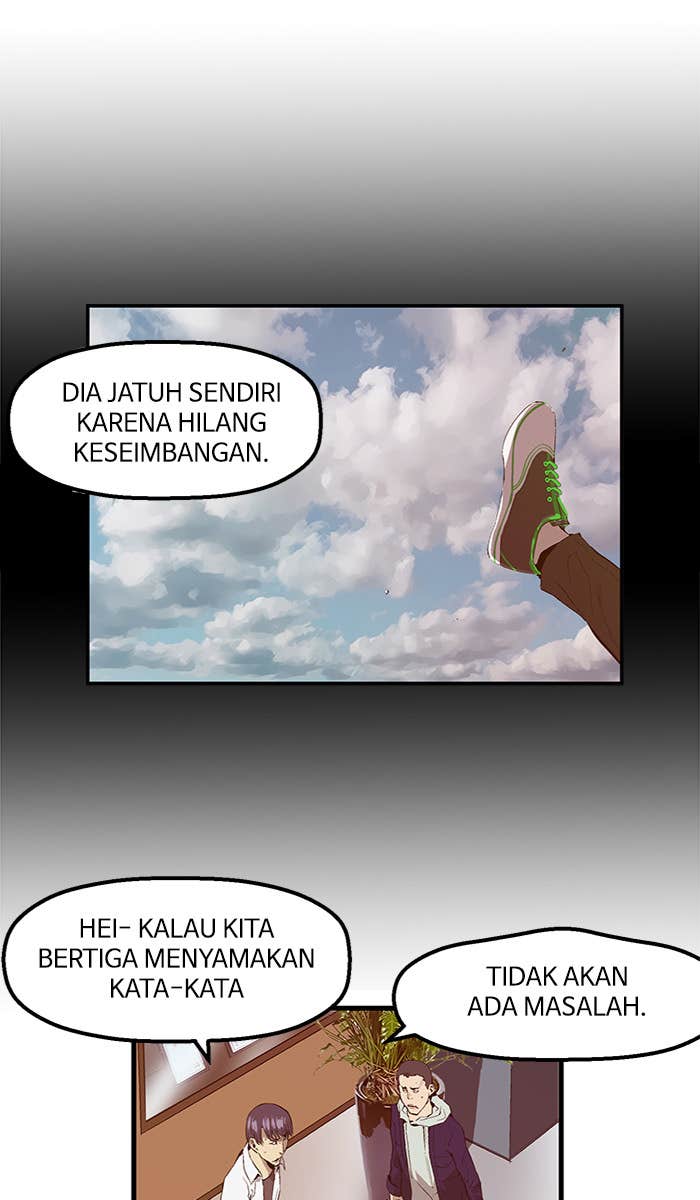 DIA JATUH SENDIRI
KARENA HILANG
KESEIMBANGAN.
HEI- KALAU KITA
BERTIGA MENYAMAKAN
KATA-KATA
TIDAK AKAN
ADA MASALAH.